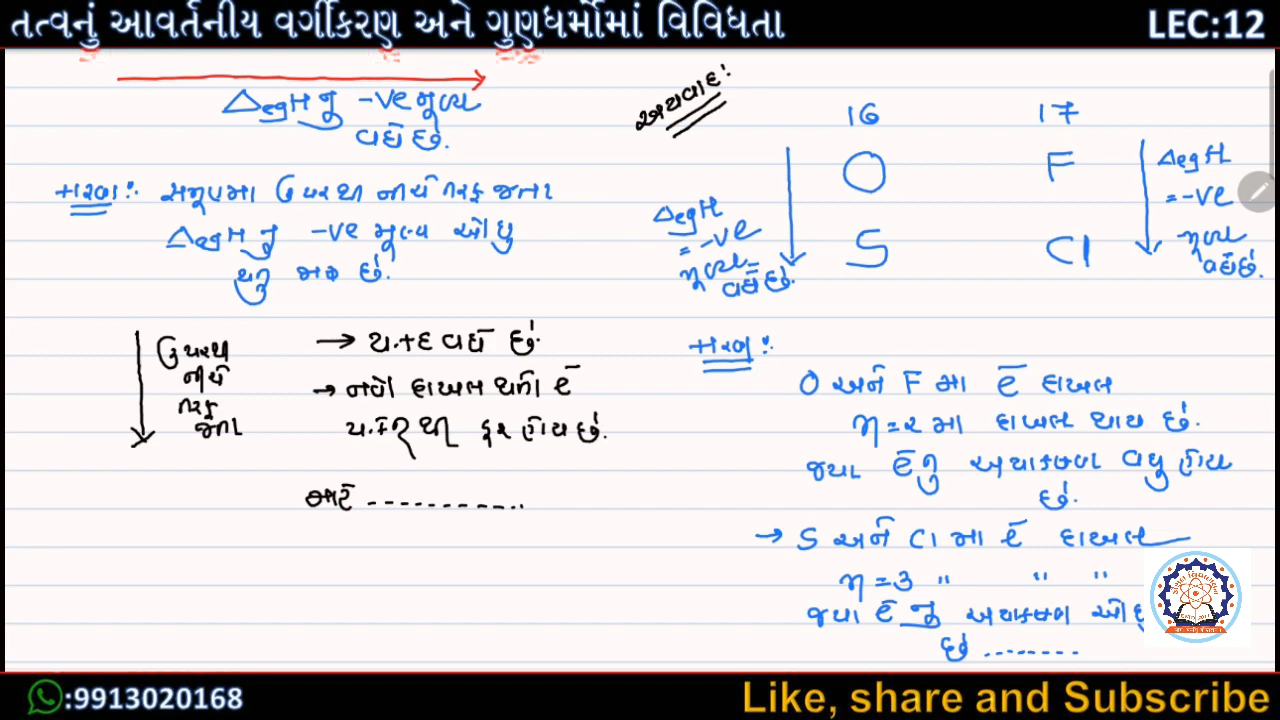 તત્વનું આવર્તનીય વર્ગીકરણ અને ગુણધર્મોમાં વિવિધતા
LEC:12
ΔegH નુ -ve મૂલ્ય
વધે છે.
કારણ:- સમૂહમા ઉપરથી નીચે તરફ જતા
ΔegH નુ -ve મૂલ્ય ઓછુ
થતુ જાય છે.
ઉપરથી
નીચે
તરફ
જતા
→ પ.કદ વધે છે.
→ નવો દાખલ થતો ē
પ.કેન્દ્રથી દૂર હોય છે.
માટે ............
અપવાદ:
16 17
O F
S Cl
ΔegH
= -ve
મૂલ્ય
વધે છે.
ΔegH
= -ve
મૂલ્ય
વધે છે.
કારણ:-
O અને F મા ē દાખલ
n=૨ મા દાખલ થાય છે.
જ્યા ē નુ અપાકર્ષણ વધુ હોય
છે.
→ S અને Cl મા ē દાખલ
n=3 " " "
જ્યા ē નુ અપાકર્ષણ ઓછુ
છે ........
:9913020168
Like, share and Subscribe